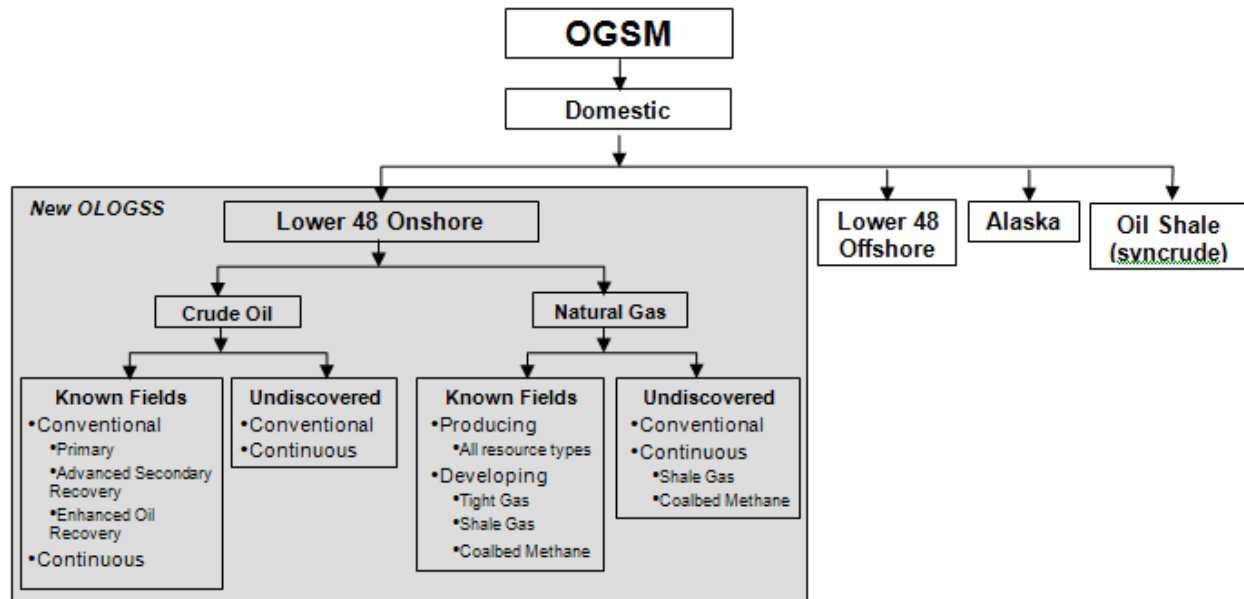 OGSM
Domestic
New OLOGSS
Lower 48 Onshore
Lower 48
Offshore
Alaska
Oil Shale
(syncrude)
Crude Oil
Natural Gas
Known Fields
•Conventional
•Primary
•Advanced Secondary
Recovery
•Enhanced Oil
Recovery
•Continuous
Undiscovered
•Conventional
•Continuous
Known Fields
•Producing
•All resource types
•Developing
•Tight Gas
•Shale Gas
•Coalbed Methane
Undiscovered
•Conventional
•Continuous
•Shale Gas
•Coalbed Methane